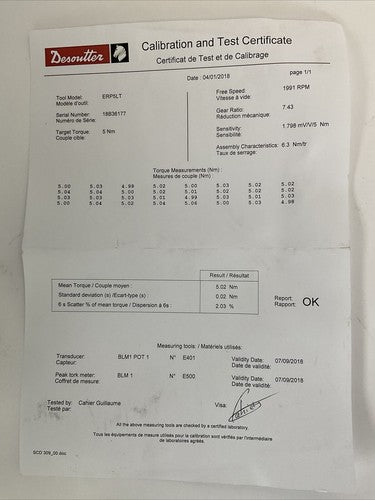 Desoutter
Calibration and Test Certificate
Certificat de Test et de Calibrage
Date : 04/01/2018
page 1/1
Tool Model: ERP5LT
Modèle d'outil:
Serial Number: 18B36177
Numéro de Série:
Target Torque: 5 Nm
Couple cible:
Free Speed: 1991 RPM
Vitesse à vide:
Gear Ratio: 7.43
Réduction mécanique:
Sensitivity: 1.798 mV/V/5 Nm
Sensibilité:
Assembly Characteristics: 6.3 Nm/tr
Taux de serrage:
Torque Measurements (Nm) :
Mesures de couple (Nm) :
5.00 5.03 4.99 5.02 5.00 5.03 5.02 5.02
5.04 5.04 5.00 5.02 5.02 5.02 5.02 5.02
5.03 5.03 5.03 5.01 4.99 5.03 5.01 5.03
5.00 5.04 5.02 5.04 5.06 5.00 5.03 4.98
Result / Résultat
Mean Torque / Couple moyen : 5.02 Nm
Standard deviation (s) /Ecart-type (s) : 0.02 Nm
6 s Scatter % of mean torque / Dispersion à 6s : 2.03 %
Report:
Rapport: OK
Measuring tools: / Matériels utilisés:
Transducer: BLM1 POT 1 N° E401 Validity Date: 07/09/2018
Capteur: Date de validité:
Peak tork meter: BLM 1 N° E500 Validity Date: 07/09/2018
Coffret de mesure: Date de validité:
Tested by: Cahier Guillaume Visa:
Testé par:
All the above measuring tools are checked by a certified laboratory.
Tous les équipements de mesure utilisés pour la calibration sont vérifiés par l'intermédiaire
de laboratoires agréés.
SCO 309_00.doc